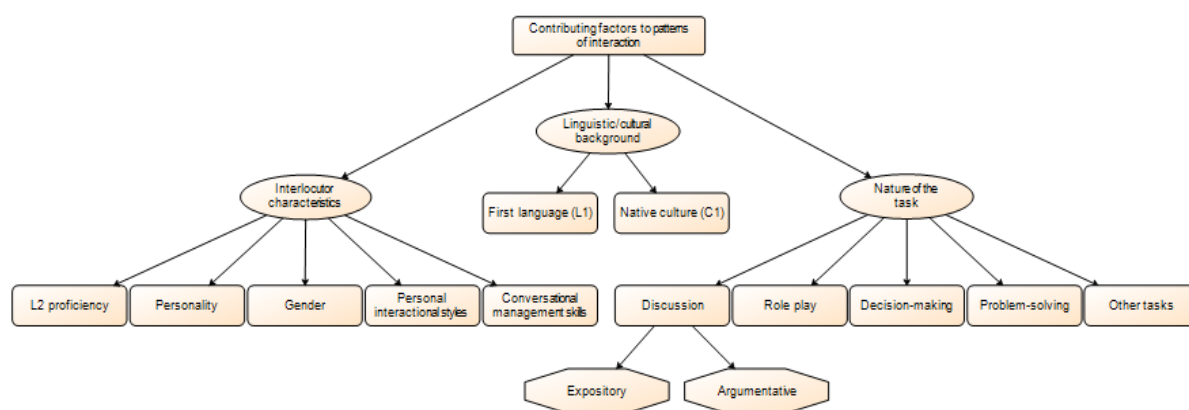 Contributing factors to patterns
of interaction
Linguistic/cultural
background
Interlocutor
characteristics
Nature of the
task
First language (L1)
Native culture (C1)
L2 proficiency
Personality
Gender
Personal
interactional styles
Conversational
management skills
Discussion
Role play
Decision-making
Problem-solving
Other tasks
Expository
Argumentative